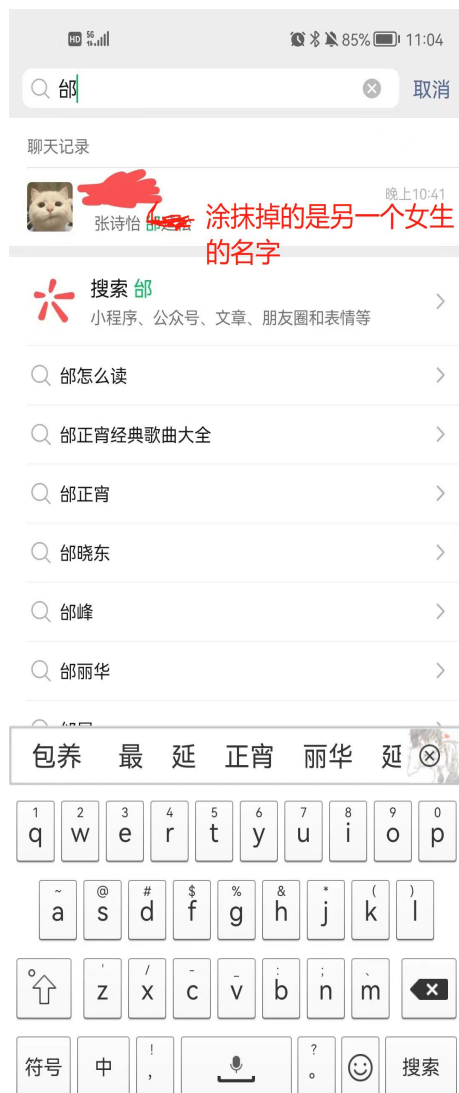 HD 5G 85% 11:04
邰 取消
聊天记录
晚上10:41
张诗怡 邰
涂抹掉的是另一个女生
的名字
搜索 邰
小程序、公众号、文章、朋友圈和表情等
邰怎么读
邰正宵经典歌曲大全
邰正宵
邰晓东
邰峰
邰丽华
包养 最 延 正宵 丽华 延
1 2 3 4 5 6 7 8 9 0
q w e r t y u i o p
~ @ # $ % & * ( )
a s d f g h j k l
' / - _ : ; 、
z x c v b n m
! ?
符号 中 , 。 搜索